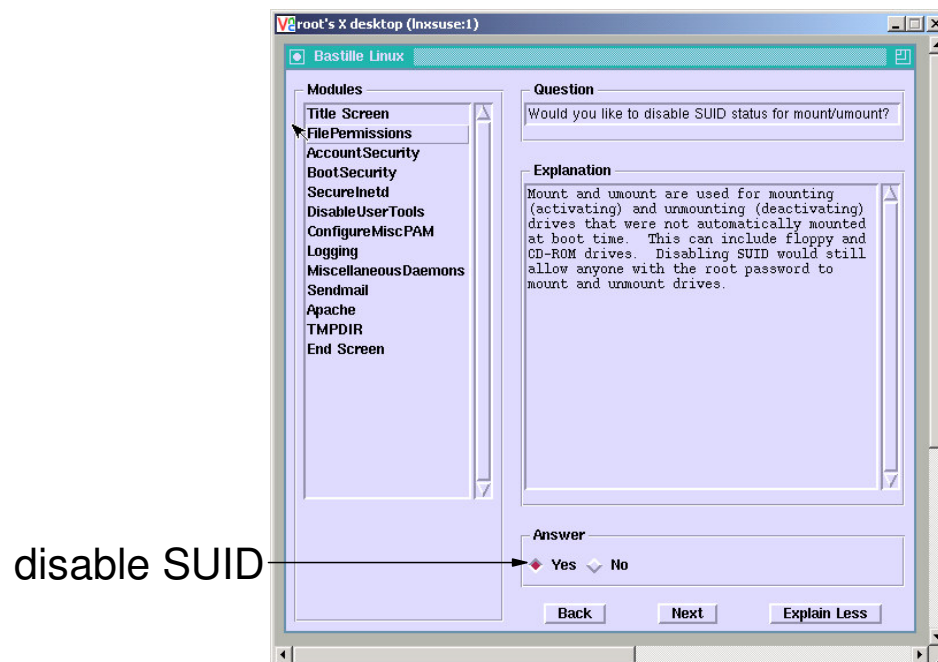 root's X desktop (lnxsuse:1)
Bastille Linux
Modules
Title Screen
FilePermissions
AccountSecurity
BootSecurity
SecureInetd
DisableUserTools
ConfigureMiscPAM
Logging
MiscellaneousDaemons
Sendmail
Apache
TMPDIR
End Screen
Question
Would you like to disable SUID status for mount/umount?
Explanation
Mount and umount are used for mounting
(activating) and unmounting (deactivating)
drives that were not automatically mounted
at boot time.  This can include floppy and
CD-ROM drives.  Disabling SUID would still
allow anyone with the root password to
mount and unmount drives.
Answer
disable SUID
Yes No
Back Next Explain Less